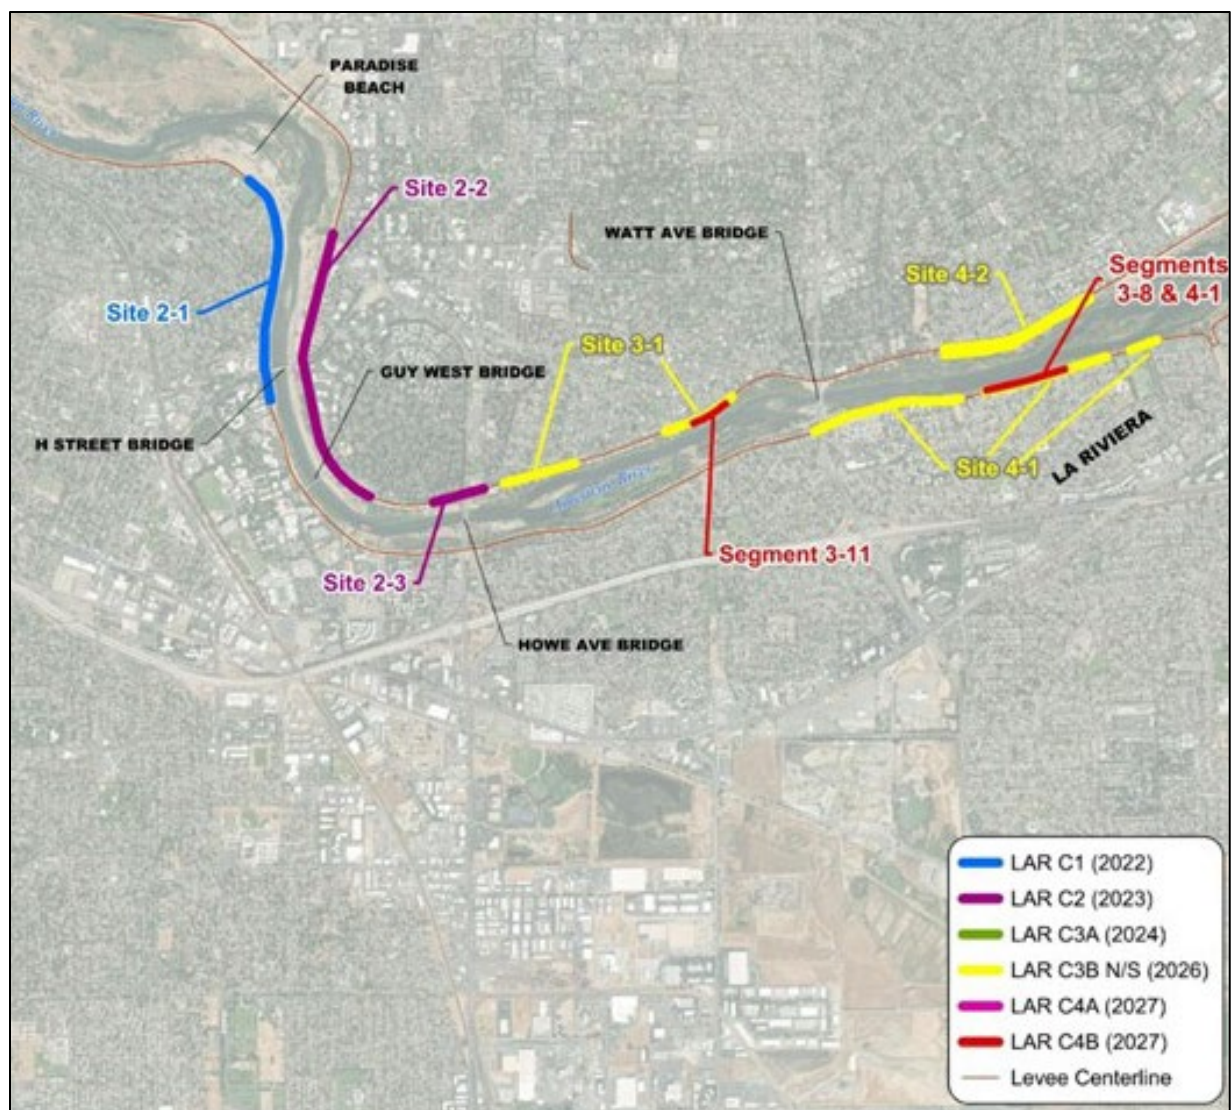 PARADISE
BEACH
Site 2-2
WATT AVE BRIDGE
Site 4-2
Segments
3-8 & 4-1
Site 2-1
Site 3-1
GUY WEST BRIDGE
H STREET BRIDGE
LA RIVIERA
Site 4-1
American River
Segment 3-11
Site 2-3
HOWE AVE BRIDGE
LAR C1 (2022)
LAR C2 (2023)
LAR C3A (2024)
LAR C3B N/S (2026)
LAR C4A (2027)
LAR C4B (2027)
Levee Centerline